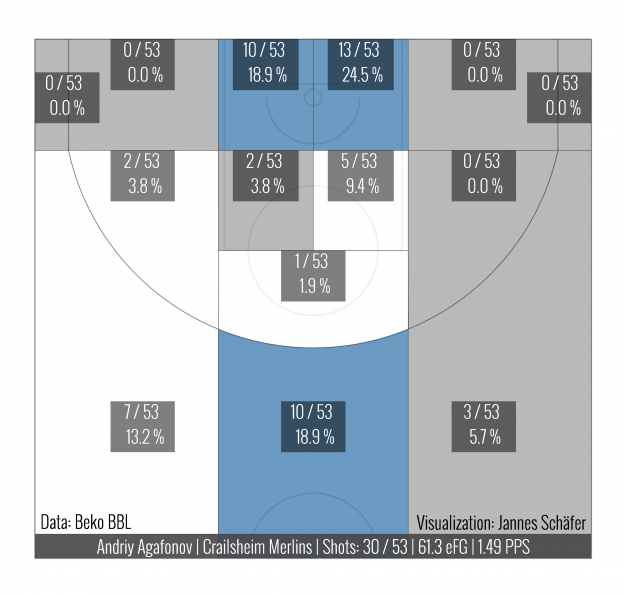 0 / 53
0.0 %
10 / 53
18.9 %
13 / 53
24.5 %
0 / 53
0.0 %
0 / 53
0.0 %
0 / 53
0.0 %
2 / 53
3.8 %
2 / 53
3.8 %
5 / 53
9.4 %
0 / 53
0.0 %
1 / 53
1.9 %
7 / 53
13.2 %
10 / 53
18.9 %
3 / 53
5.7 %
Data: Beko BBL
Visualization: Jannes Schäfer
Andriy Agafonov | Crailsheim Merlins | Shots: 30 / 53 | 61.3 eFG | 1.49 PPS